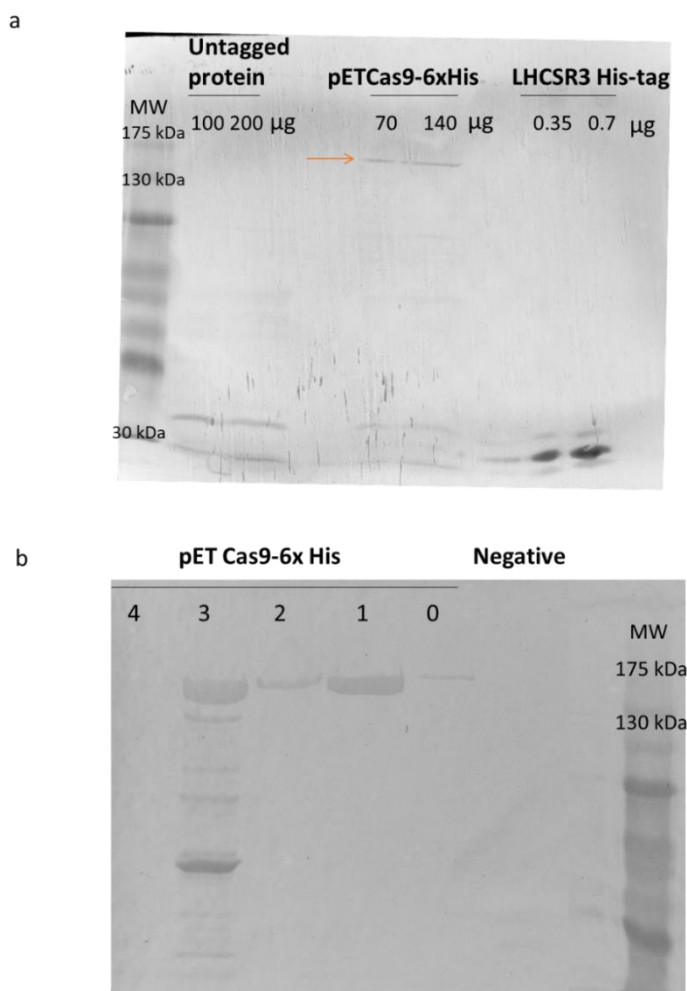 a
Untagged
protein
pETCas9-6xHis
LHCSR3 His-tag
MW
100 200 µg
70 140 µg
0.35 0.7 µg
175 kDa
130 kDa
30 kDa
b
pET Cas9-6x His
Negative
4 3 2 1 0
MW
175 kDa
130 kDa